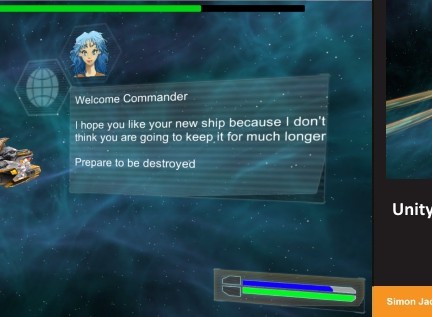 Welcome Commander
I hope you like your new ship because I don't
think you are going to keep it for much longer
Prepare to be destroyed
Unity
Simon Jac